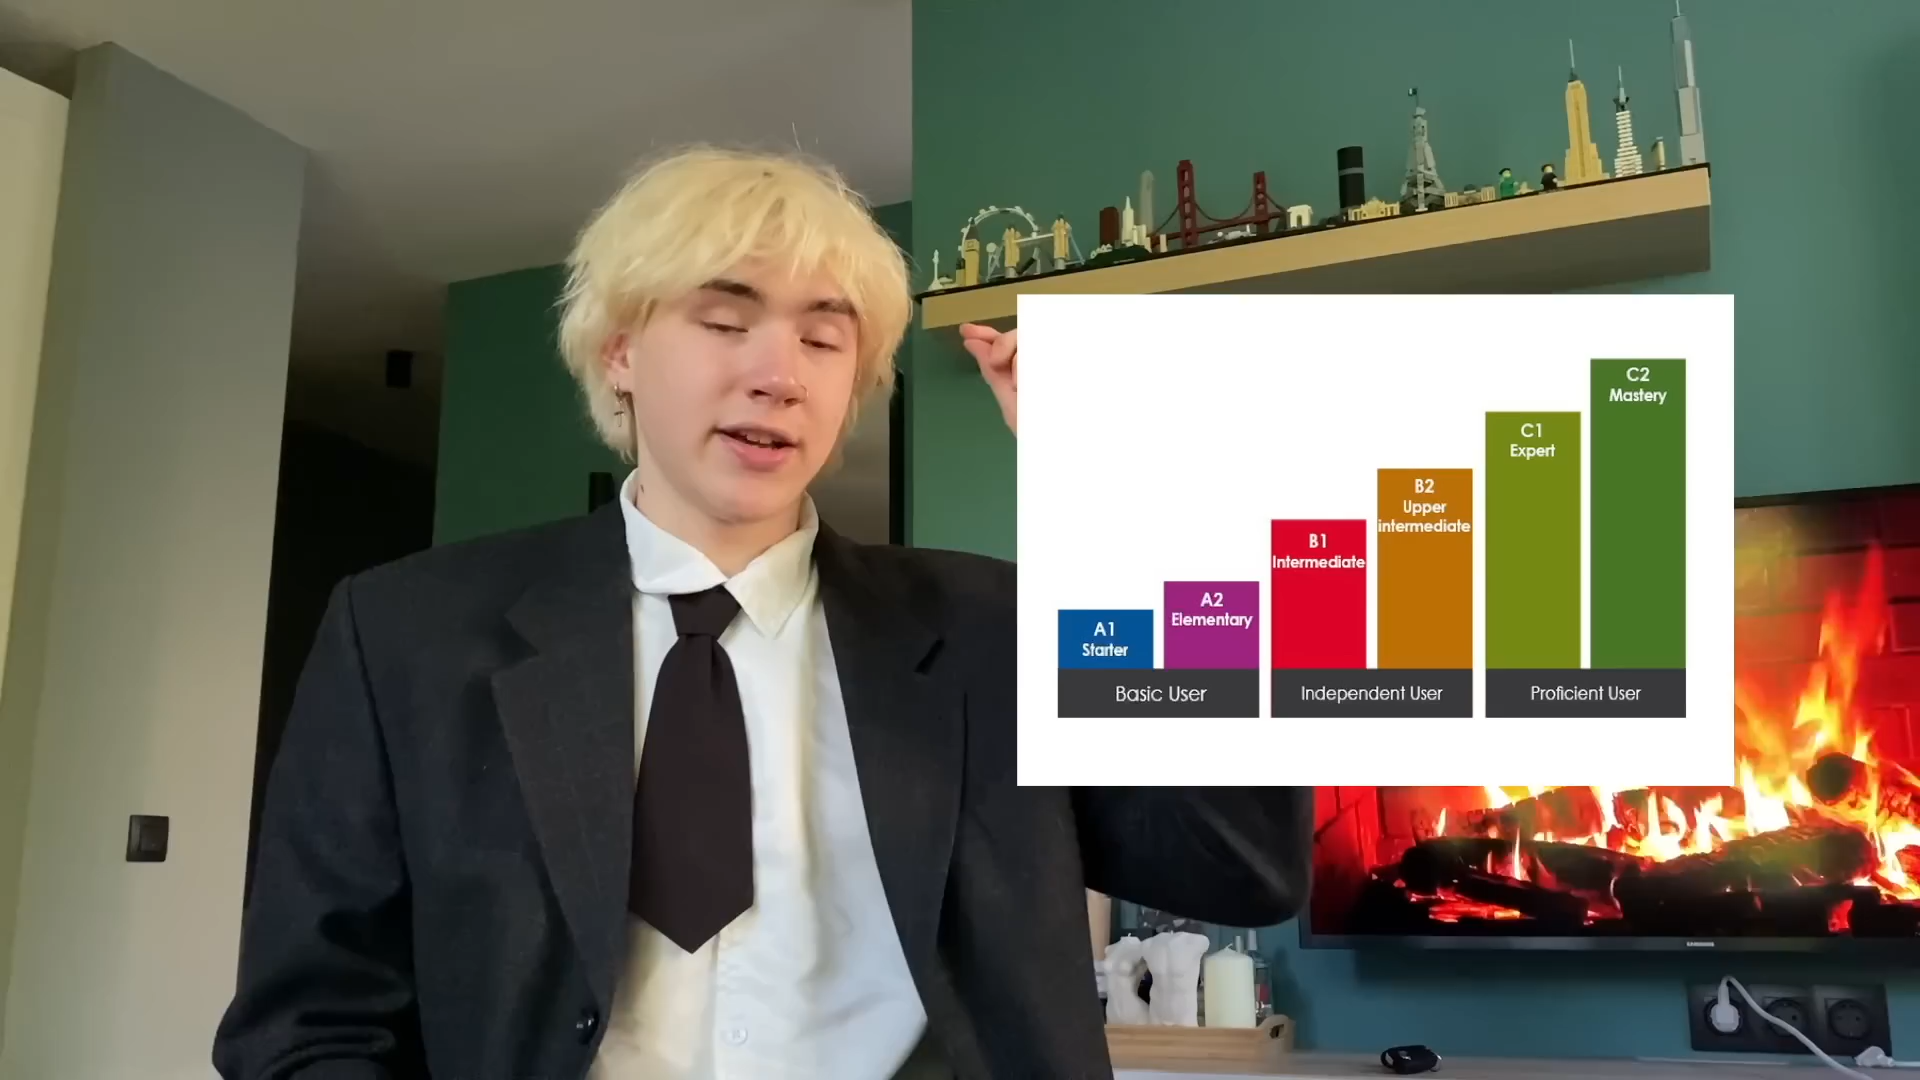 C2
Mastery
C1
Expert
B2
Upper
intermediate
B1
Intermediate
A2
Elementary
A1
Starter
Basic User
Independent User
Proficient User
SAMSUNG